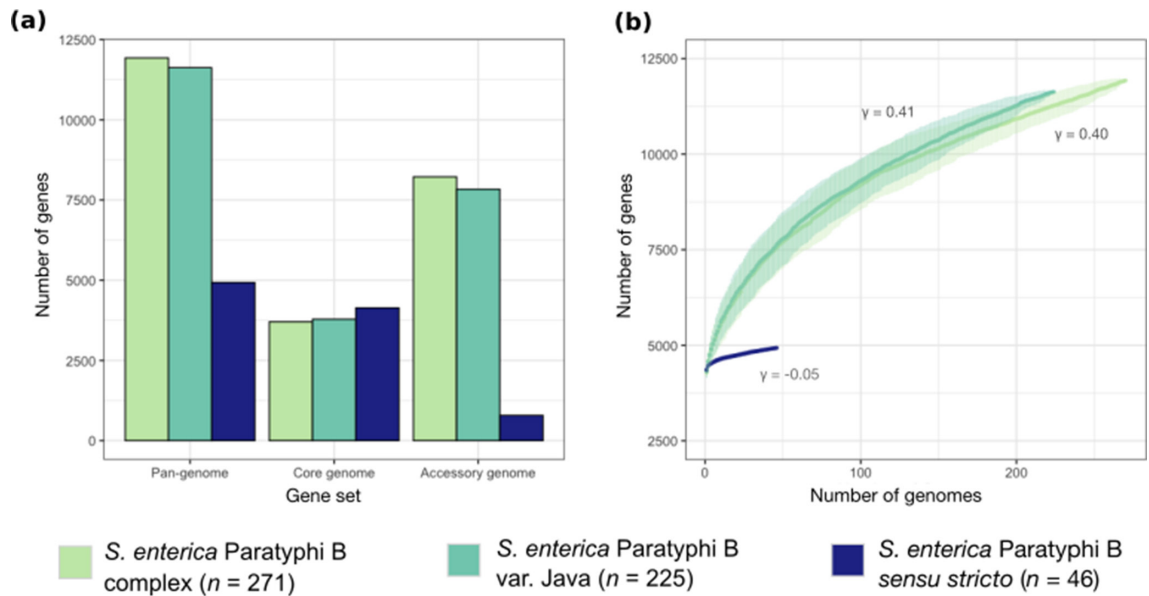 (a)
12500
10000
7500
5000
2500
0
Number of genes
Pan-genome
Core genome
Accessory genome
Gene set
(b)
12500
10000
7500
5000
2500
Number of genes
γ = 0.41
γ = 0.40
γ = -0.05
0
100
200
Number of genomes
S. enterica Paratyphi B
complex (n = 271)
S. enterica Paratyphi B
var. Java (n = 225)
S. enterica Paratyphi B
sensu stricto (n = 46)